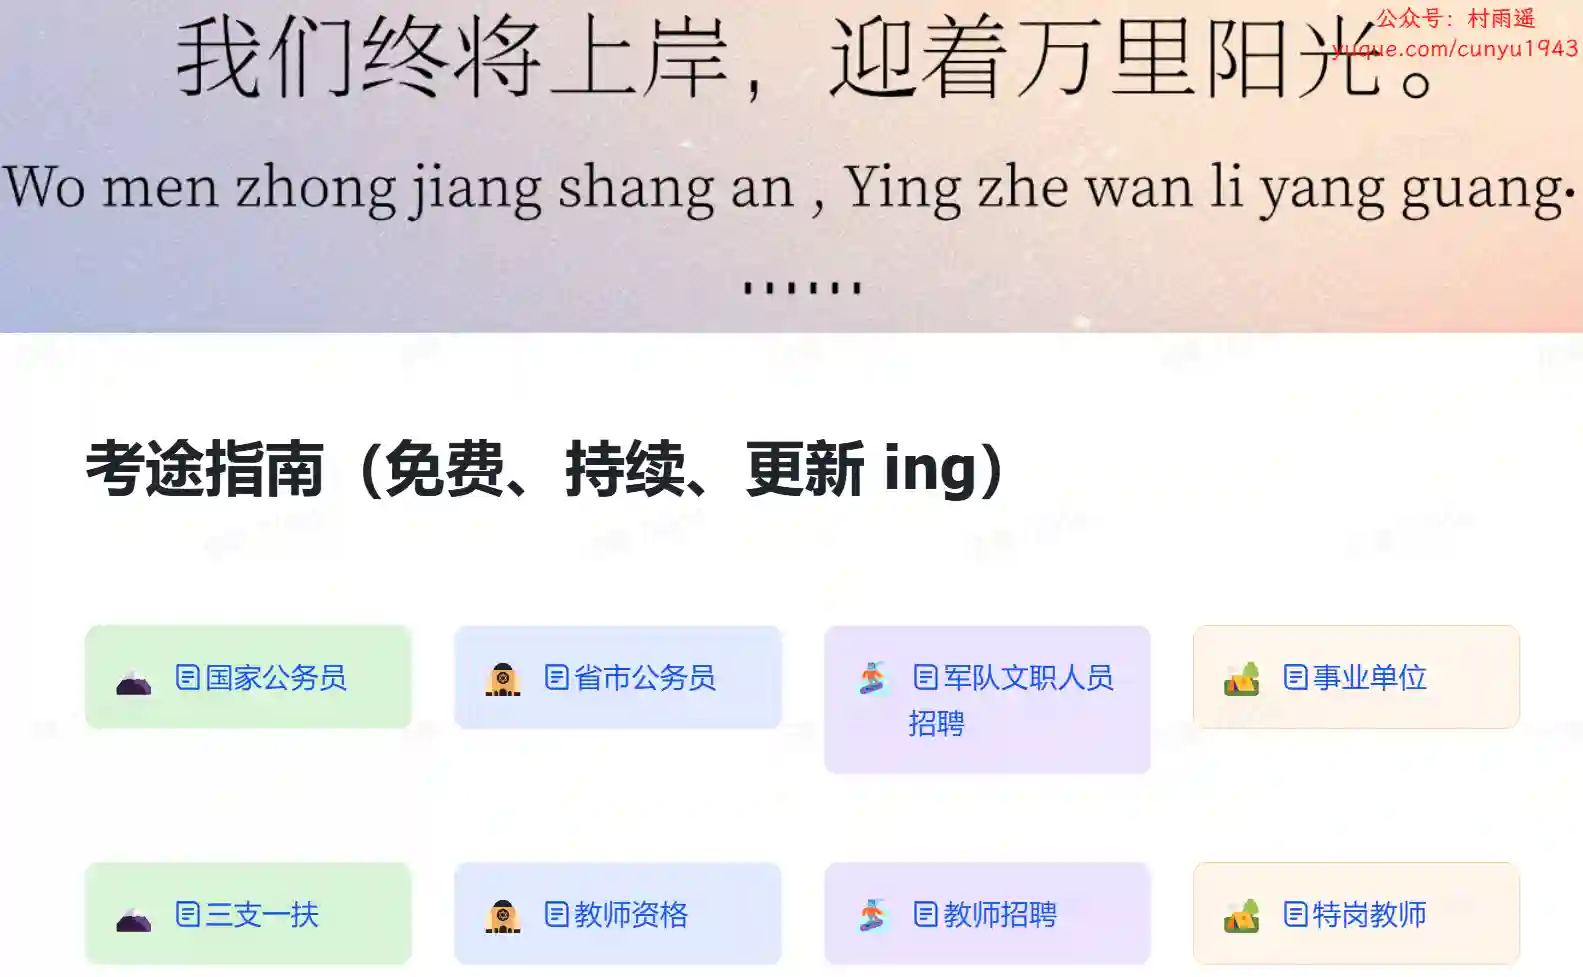 公众号：村雨遥
yuque.com/cunyu1943
我们终将上岸，迎着万里阳光。
Wo men zhong jiang shang an , Ying zhe wan li yang guang.
......
考途指南（免费、持续、更新 ing）
国家公务员
省市公务员
军队文职人员
招聘
事业单位
三支一扶
教师资格
教师招聘
特岗教师